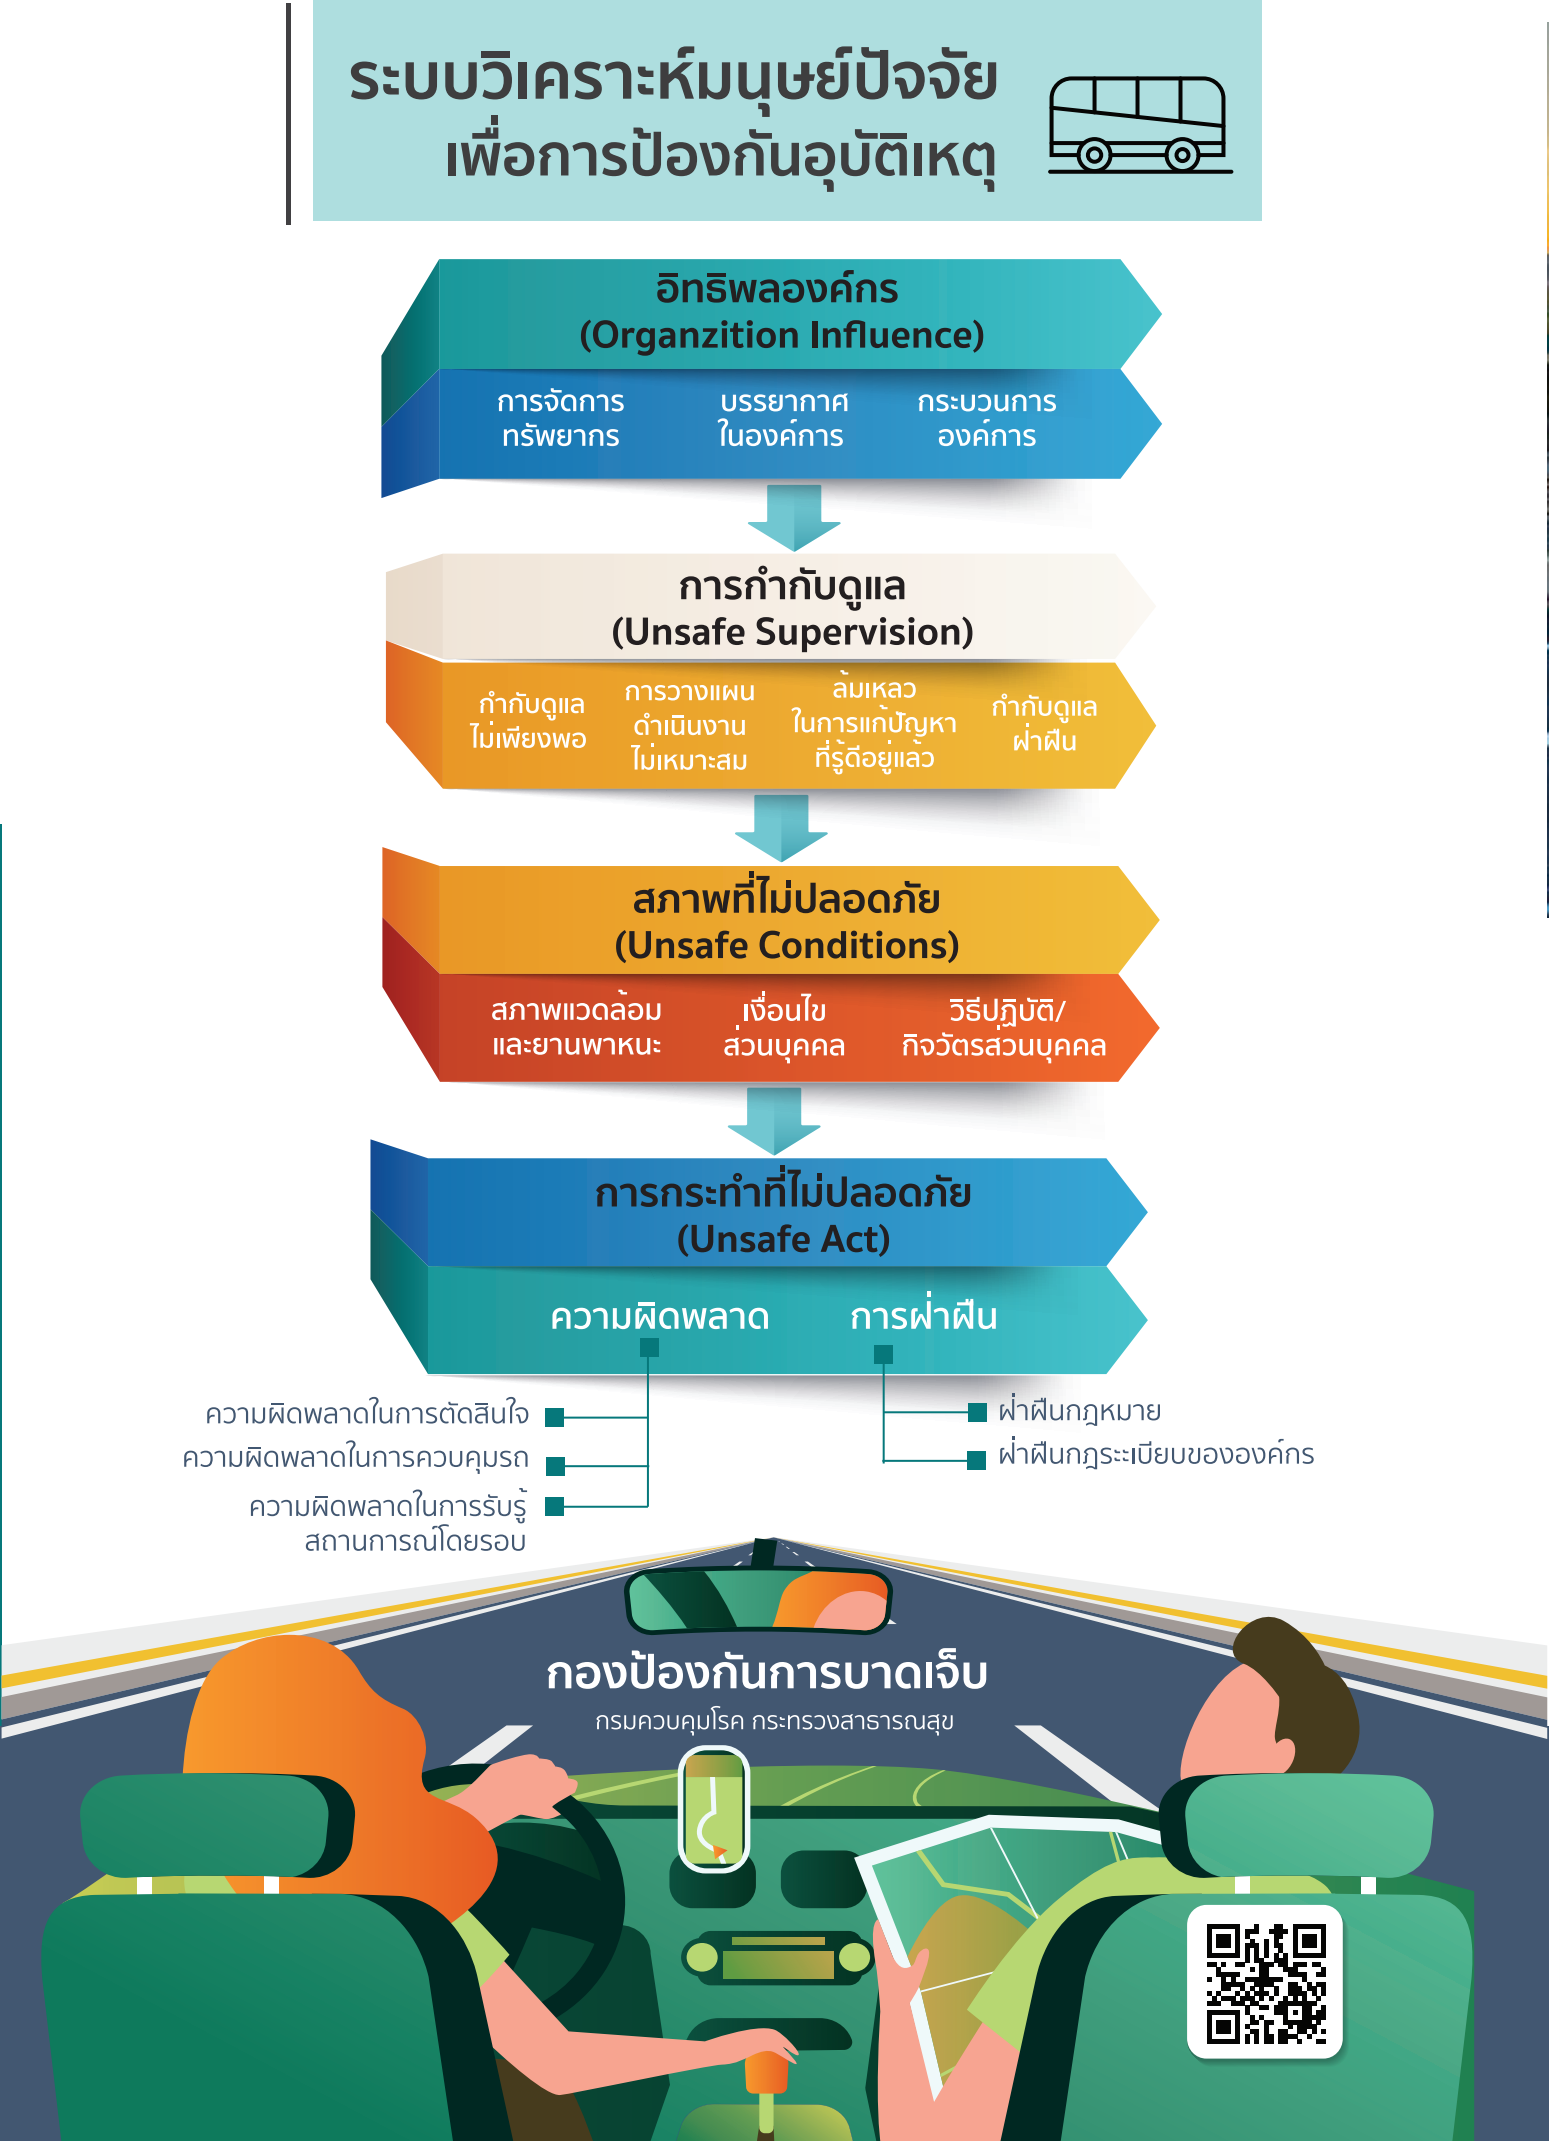 ระบบวิเคราะห์มนุษย์ปัจจัย
เพื่อการป้องกันอุบัติเหตุ
อิทธิพลองค์กร
(Organzition Influence)
การจัดการ
ทรัพยากร
บรรยากาศ
ในองค์การ
กระบวนการ
องค์การ
การกำกับดูแล
(Unsafe Supervision)
กำกับดูแล
ไม่เพียงพอ
การวางแผน
ดำเนินงาน
ไม่เหมาะสม
ล้มเหลว
ในการแก้ปัญหา
ที่รู้ดีอยู่แล้ว
กำกับดูแล
ฝ่าฝืน
สภาพที่ไม่ปลอดภัย
(Unsafe Conditions)
สภาพแวดล้อม
และยานพาหนะ
เงื่อนไข
ส่วนบุคคล
วิธีปฏิบัติ/
กิจวัตรส่วนบุคคล
การกระทำที่ไม่ปลอดภัย
(Unsafe Act)
ความผิดพลาด
การฝ่าฝืน
ความผิดพลาดในการตัดสินใจ
ความผิดพลาดในการควบคุมรถ
ความผิดพลาดในการรับรู้
สถานการณ์โดยรอบ
ฝ่าฝืนกฎหมาย
ฝ่าฝืนกฎระะเบียบขององค์กร
กองป้องกันการบาดเจ็บ
กรมควบคุมโรค กระทรวงสาธารณสุข